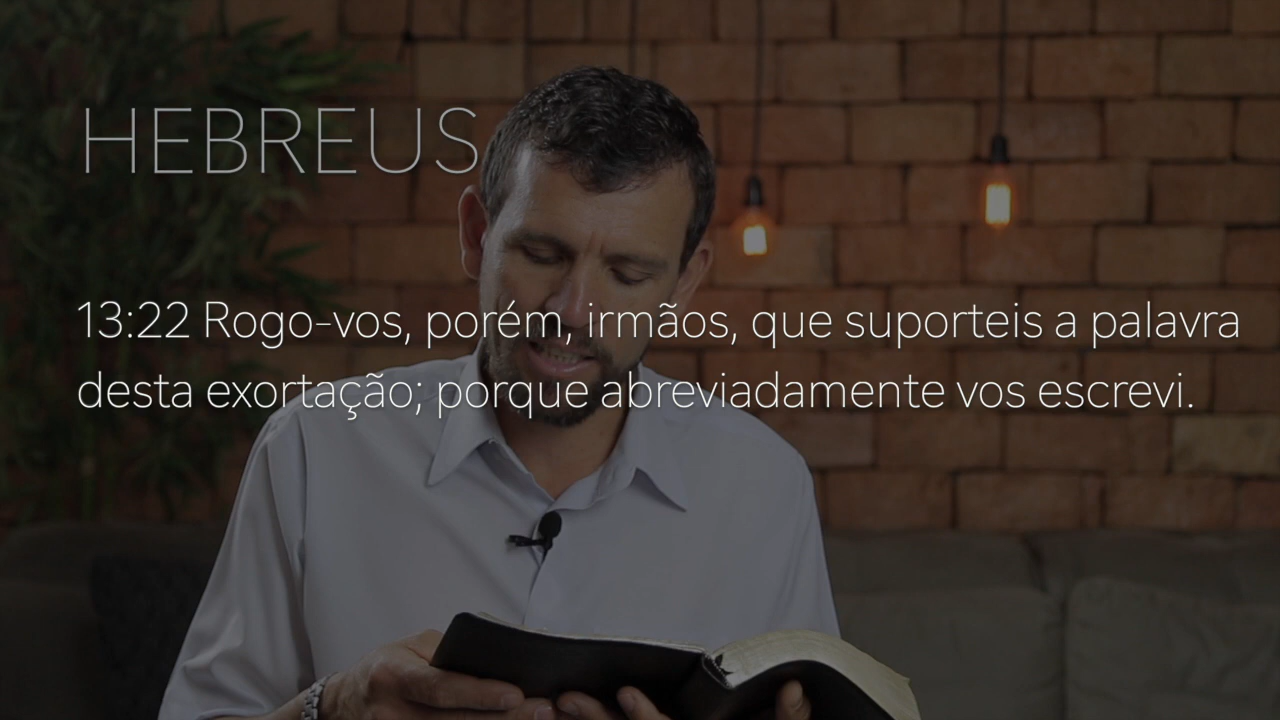 HEBREUS
13:22 Rogo-vos, porém, irmãos, que suporteis a palavra
desta exortação; porque abreviadamente vos escrevi.